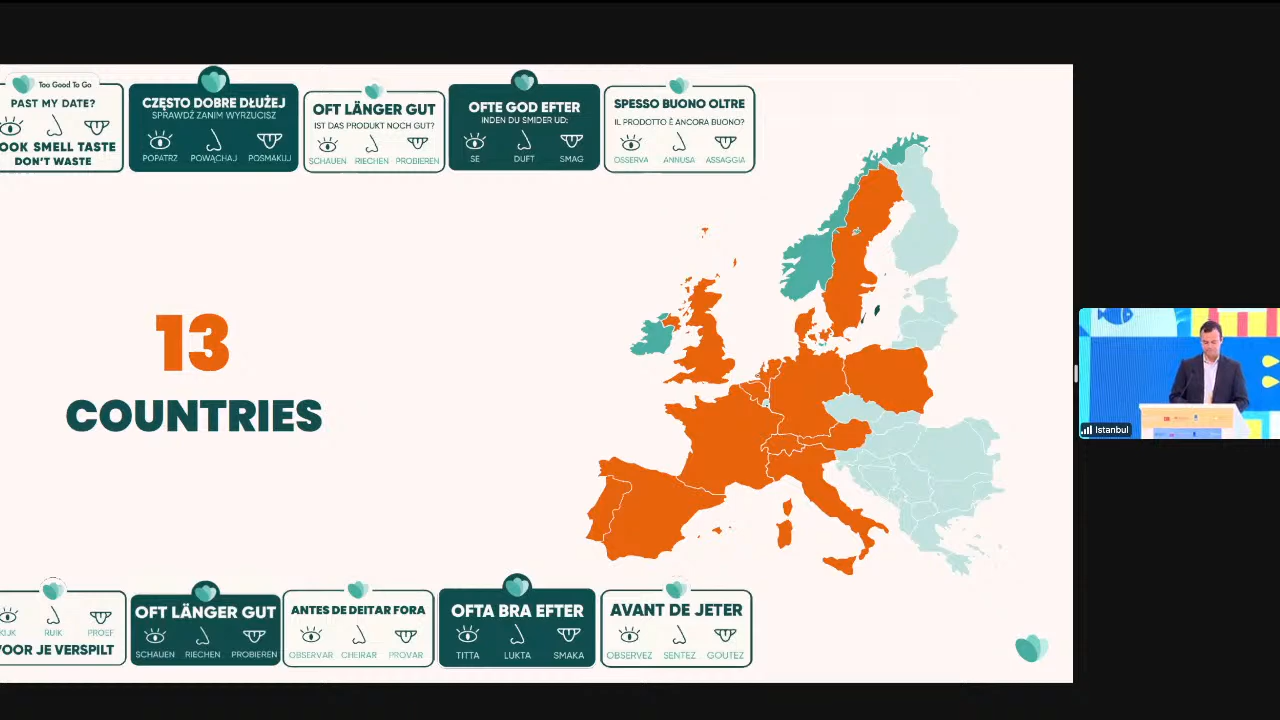 Too Good To Go
PAST MY DATE?
OOK SMELL TASTE
DON'T WASTE
CZĘSTO DOBRE DŁUŻEJ
SPRAWDŹ ZANIM WYRZUCISZ
POPATRZ POWĄCHAJ POSMAKUJ
OFT LÄNGER GUT
IST DAS PRODUKT NOCH GUT?
SCHAUEN RIECHEN PROBIEREN
OFTE GOD EFTER
INDEN DU SMIDER UD:
SE DUFT SMAG
SPESSO BUONO OLTRE
IL PRODOTTO È ANCORA BUONO?
OSSERVA ANNUSA ASSAGGIA
13
COUNTRIES
Istanbul
KIJK RUIK PROEF
VOOR JE VERSPILT
OFT LÄNGER GUT
SCHAUEN RIECHEN PROBIEREN
ANTES DE DEITAR FORA
OBSERVAR CHEIRAR PROVAR
OFTA BRA EFTER
TITTA LUKTA SMAKA
AVANT DE JETER
OBSERVEZ SENTEZ GOUTEZ